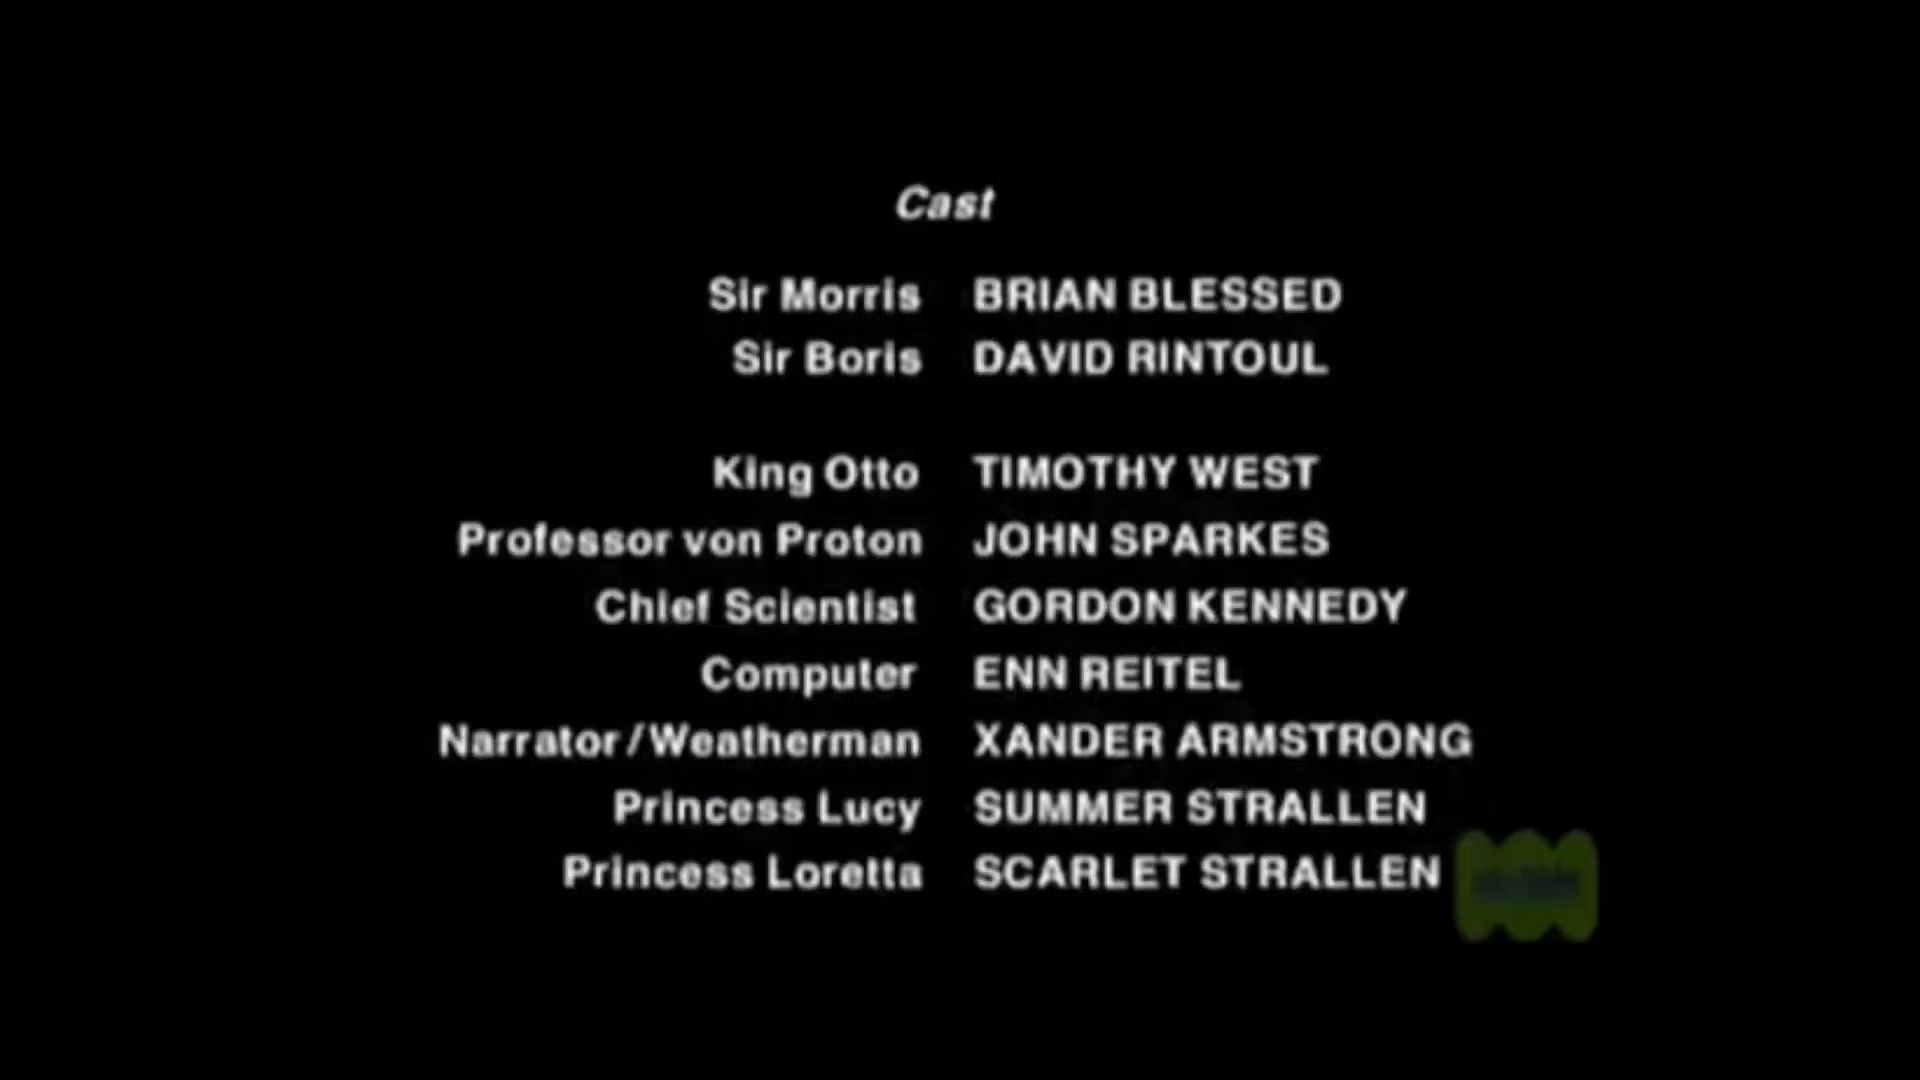 Cast
Sir Morris BRIAN BLESSED
Sir Boris DAVID RINTOUL
King Otto TIMOTHY WEST
Professor von Proton JOHN SPARKES
Chief Scientist GORDON KENNEDY
Computer ENN REITEL
Narrator/Weatherman XANDER ARMSTRONG
Princess Lucy SUMMER STRALLEN
Princess Loretta SCARLET STRALLEN